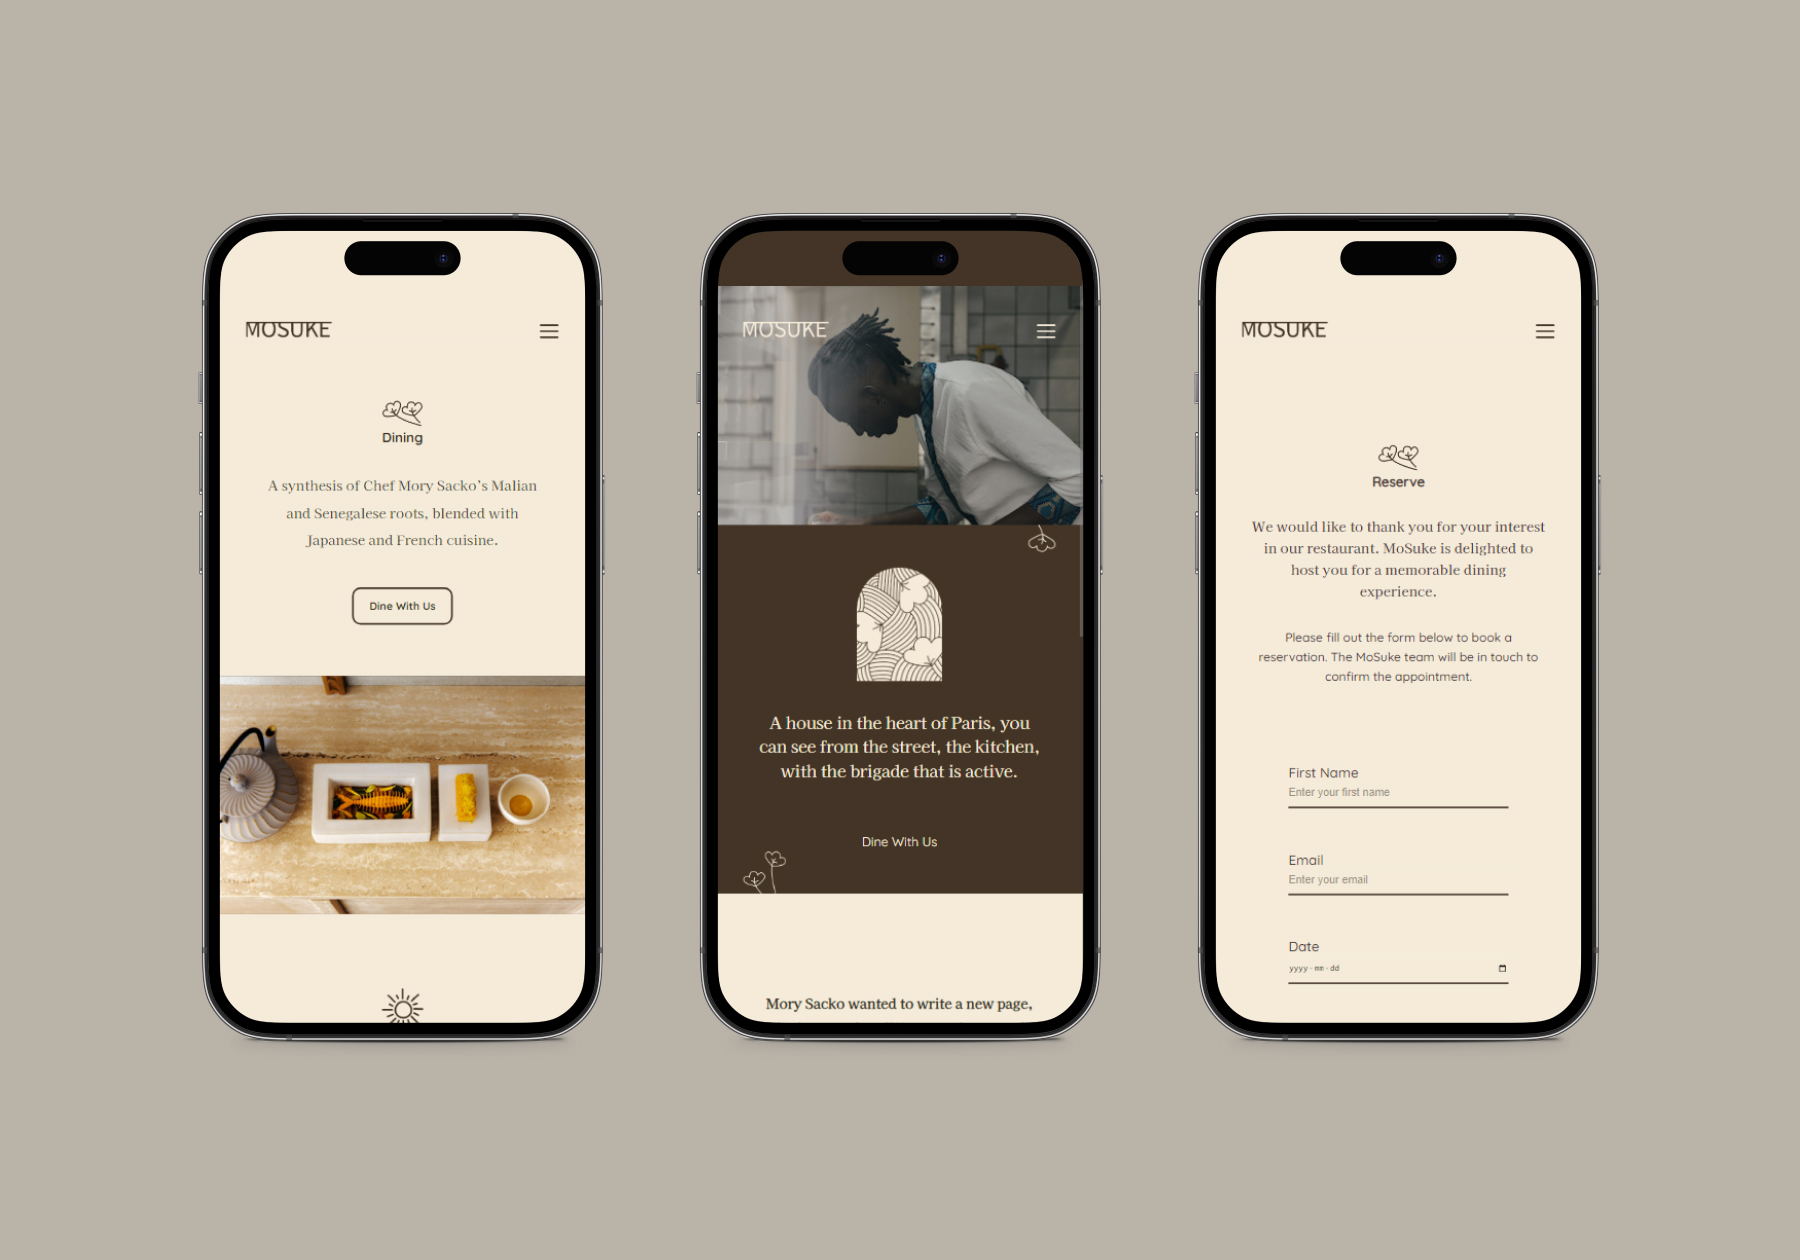 MOSUKE
Dining
A synthesis of Chef Mory Sacko's Malian
and Senegalese roots, blended with
Japanese and French cuisine.
Dine With Us
MOSUKE
A house in the heart of Paris, you
can see from the street, the kitchen,
with the brigade that is active.
Dine With Us
Mory Sacko wanted to write a new page,
MOSUKE
Reserve
We would like to thank you for your interest
in our restaurant. MoSuke is delighted to
host you for a memorable dining
experience.
Please fill out the form below to book a
reservation. The MoSuke team will be in touch to
confirm the appointment.
First Name
Enter your first name
Email
Enter your email
Date
yyyy-mm-dd